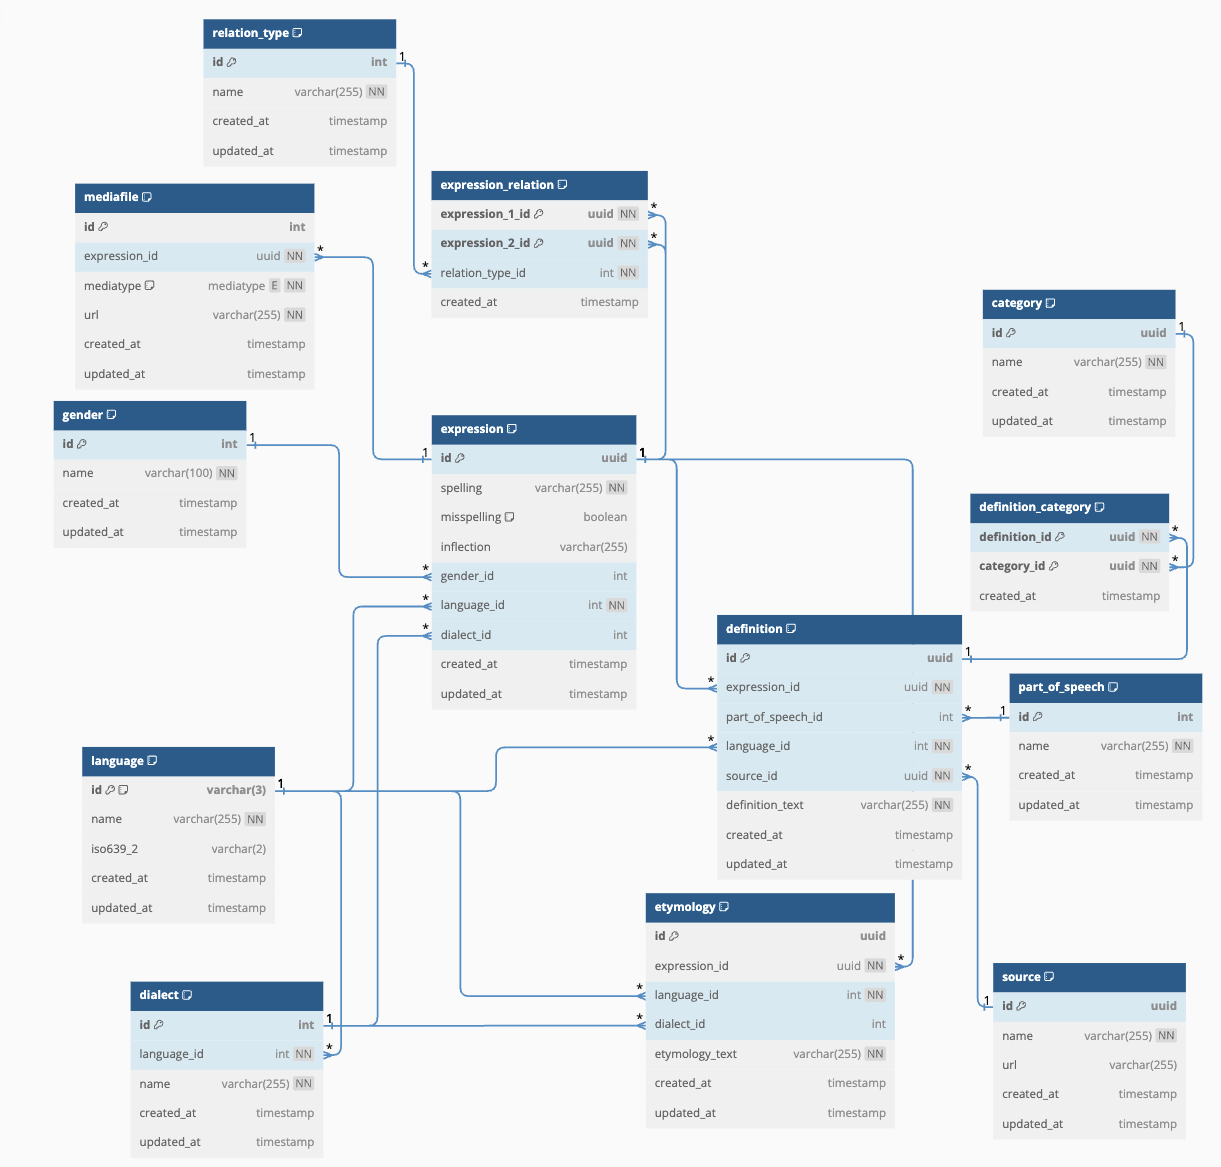 relation_type
id int
name varchar(255) NN
created_at timestamp
updated_at timestamp
1
*
mediafile
id int
expression_id uuid NN
mediatype mediatype E NN
url varchar(255) NN
created_at timestamp
updated_at timestamp
*
expression_relation
expression_1_id uuid NN
expression_2_id uuid NN
relation_type_id int NN
created_at timestamp
*
*
category
id uuid
name varchar(255) NN
created_at timestamp
updated_at timestamp
1
gender
id int
name varchar(100) NN
created_at timestamp
updated_at timestamp
1
expression
id uuid
spelling varchar(255) NN
misspelling boolean
inflection varchar(255)
gender_id int
language_id int NN
dialect_id int
created_at timestamp
updated_at timestamp
1
1
*
*
*
definition_category
definition_id uuid NN
category_id uuid NN
created_at timestamp
*
*
definition
id uuid
expression_id uuid NN
part_of_speech_id int
language_id int NN
source_id uuid NN
definition_text varchar(255) NN
created_at timestamp
updated_at timestamp
1
*
*
*
*
part_of_speech
id int
name varchar(255) NN
created_at timestamp
updated_at timestamp
1
language
id varchar(3)
name varchar(255) NN
iso639_2 varchar(2)
created_at timestamp
updated_at timestamp
1
etymology
id uuid
expression_id uuid NN
language_id int NN
dialect_id int
etymology_text varchar(255) NN
created_at timestamp
updated_at timestamp
*
*
*
source
id uuid
name varchar(255) NN
url varchar(255)
created_at timestamp
updated_at timestamp
1
dialect
id int
language_id int NN
name varchar(255) NN
created_at timestamp
updated_at timestamp
1
*